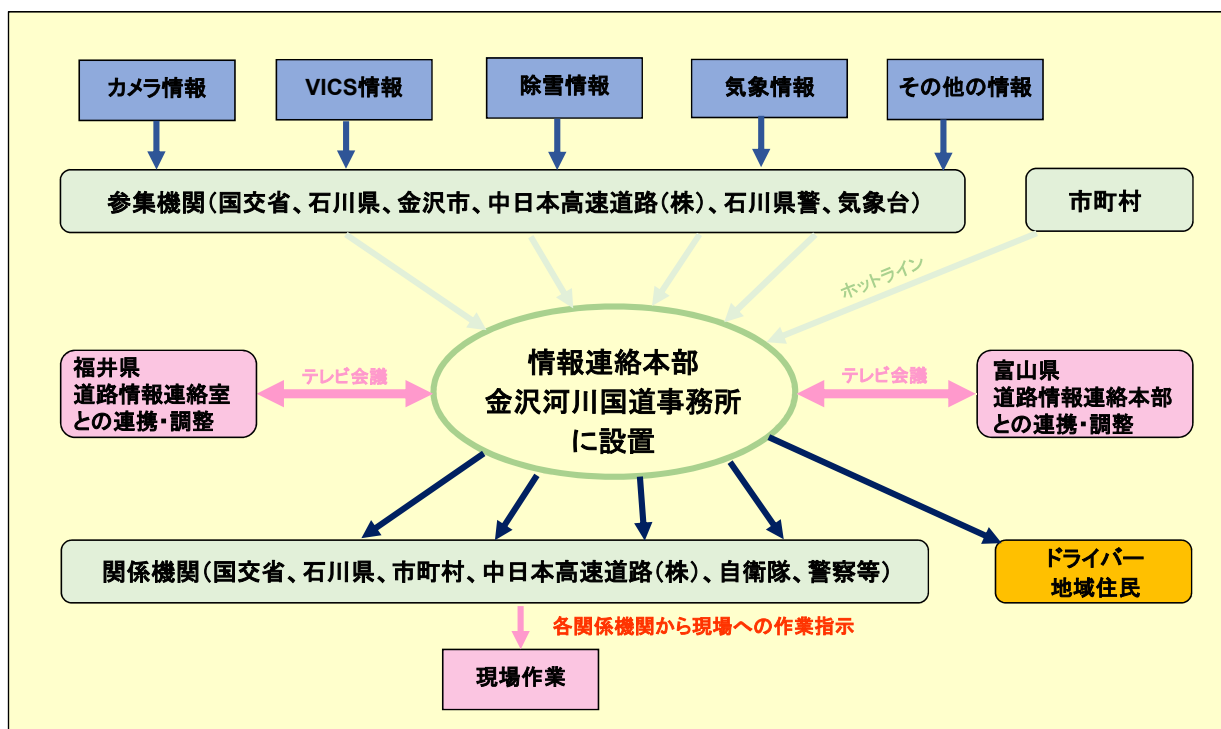 カメラ情報
VICS情報
除雪情報
気象情報
その他の情報
参集機関（国交省、石川県、金沢市、中日本高速道路（株）、石川県警、気象台）
市町村
ホットライン
福井県
道路情報連絡室
との連携・調整
テレビ会議
情報連絡本部
金沢河川国道事務所
に設置
テレビ会議
富山県
道路情報連絡本部
との連携・調整
関係機関（国交省、石川県、市町村、中日本高速道路（株）、自衛隊、警察等）
ドライバー
地域住民
各関係機関から現場への作業指示
現場作業